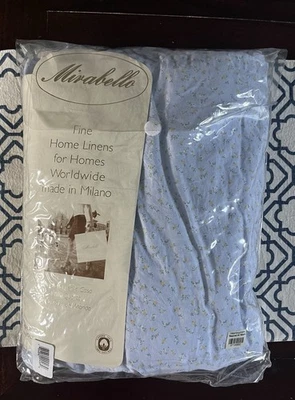 Mirabello
Fine
Home Linens
for Homes
Worldwide
made in Milano